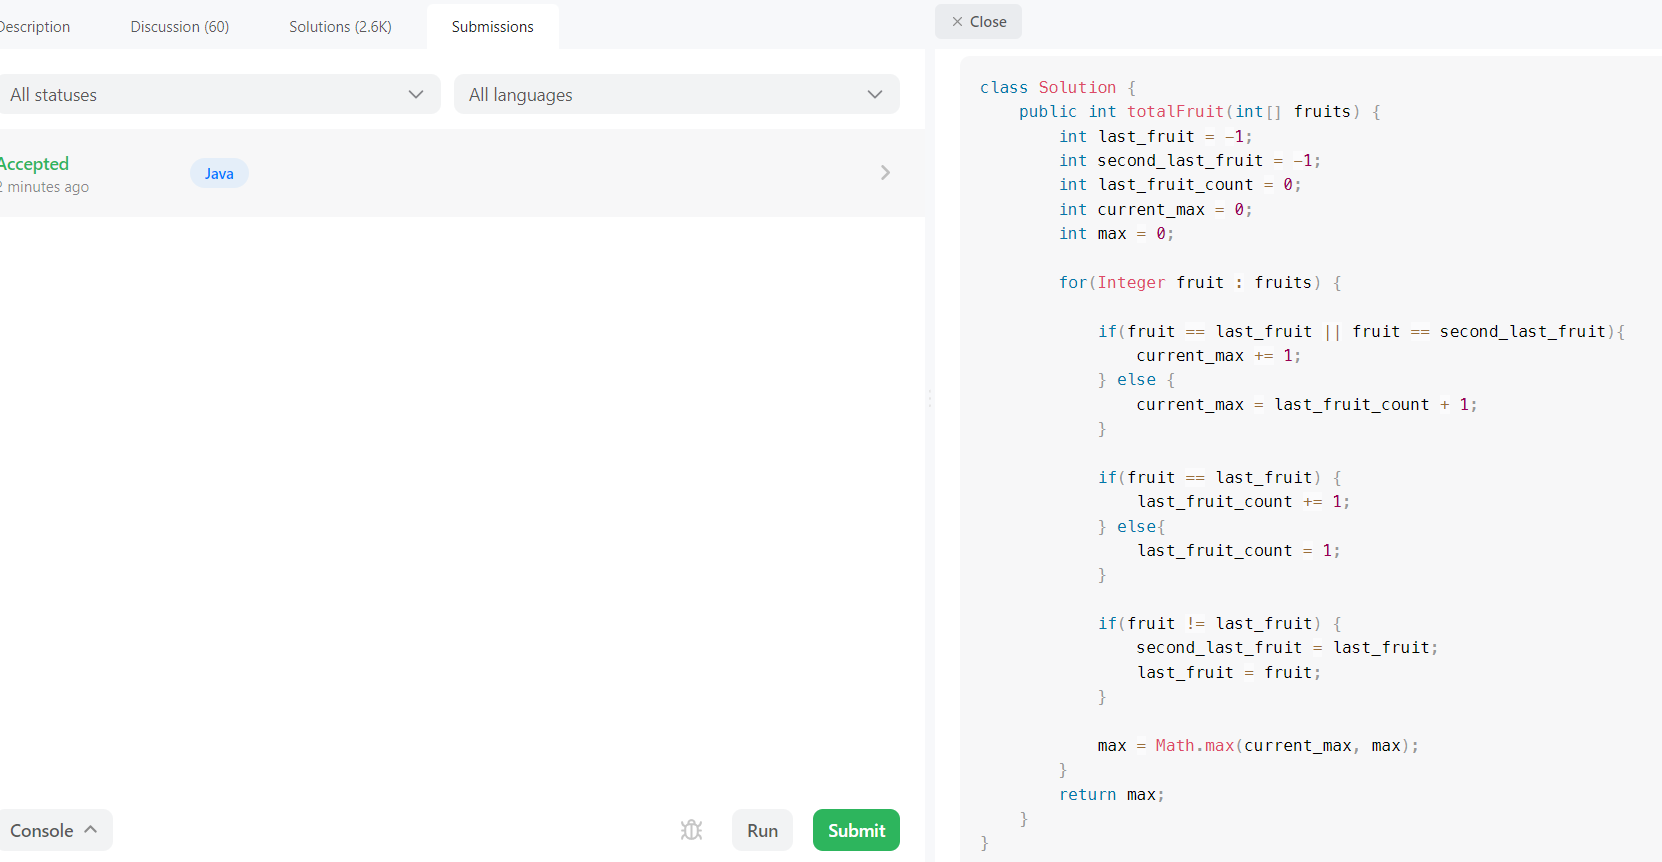 Description Discussion (60) Solutions (2.6K) Submissions
All statuses All languages
Accepted
2 minutes ago
Java
Console Run Submit
Close
class Solution {
    public int totalFruit(int[] fruits) {
        int last_fruit = -1;
        int second_last_fruit = -1;
        int last_fruit_count = 0;
        int current_max = 0;
        int max = 0;

        for(Integer fruit : fruits) {

            if(fruit == last_fruit || fruit == second_last_fruit){
                current_max += 1;
            } else {
                current_max = last_fruit_count + 1;
            }

            if(fruit == last_fruit) {
                last_fruit_count += 1;
            } else{
                last_fruit_count = 1;
            }

            if(fruit != last_fruit) {
                second_last_fruit = last_fruit;
                last_fruit = fruit;
            }

            max = Math.max(current_max, max);
        }
        return max;
    }
}